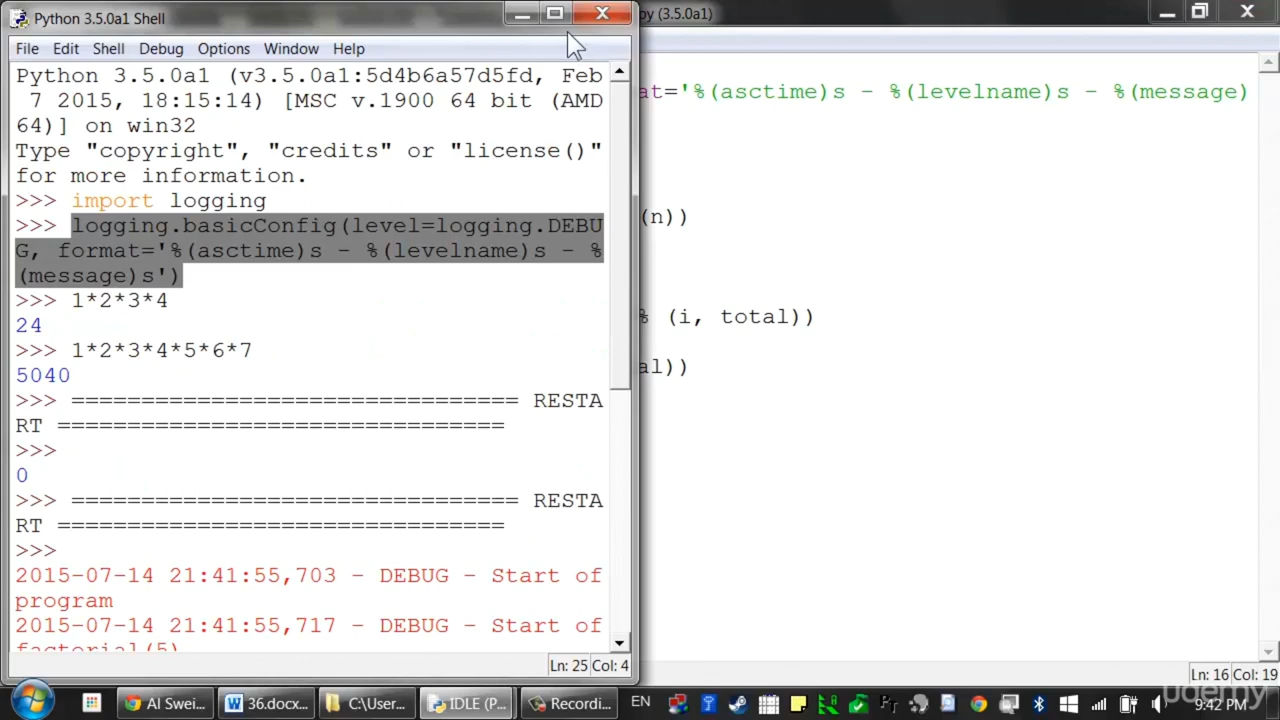 Python 3.5.0a1 Shell
File Edit Shell Debug Options Window Help
Python 3.5.0a1 (v3.5.0a1:5d4b6a57d5fd, Feb
7 2015, 18:15:14) [MSC v.1900 64 bit (AMD
64)] on win32
Type "copyright", "credits" or "license()"
for more information.
>>> import logging
>>> logging.basicConfig(level=logging.DEBU
G, format='%(asctime)s - %(levelname)s - %
(message)s')
>>> 1*2*3*4
24
>>> 1*2*3*4*5*6*7
5040
>>> ================================ RESTA
RT ================================
>>>
0
>>> ================================ RESTA
RT ================================
>>>
2015-07-14 21:41:55,703 - DEBUG - Start of
program
2015-07-14 21:41:55,717 - DEBUG - Start of
factorial(5)
Ln: 25 Col: 4
py (3.5.0a1)
at='%(asctime)s - %(levelname)s - %(message)
(n))
% (i, total))
al))
Ln: 16 Col: 19
Al Swei...
36.docx...
C:\User...
IDLE (P...
Recordi...
EN
9:42 PM
udemy